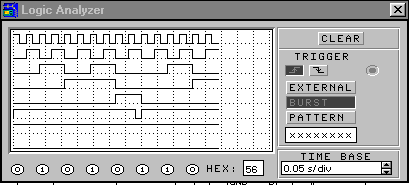 Logic Analyzer
CLEAR
TRIGGER
EXTERNAL
BURST
PATTERN
xxxxxxxx
TIME BASE
0.05 s/div
0 1 0 1 0 1 1 0 HEX: 56